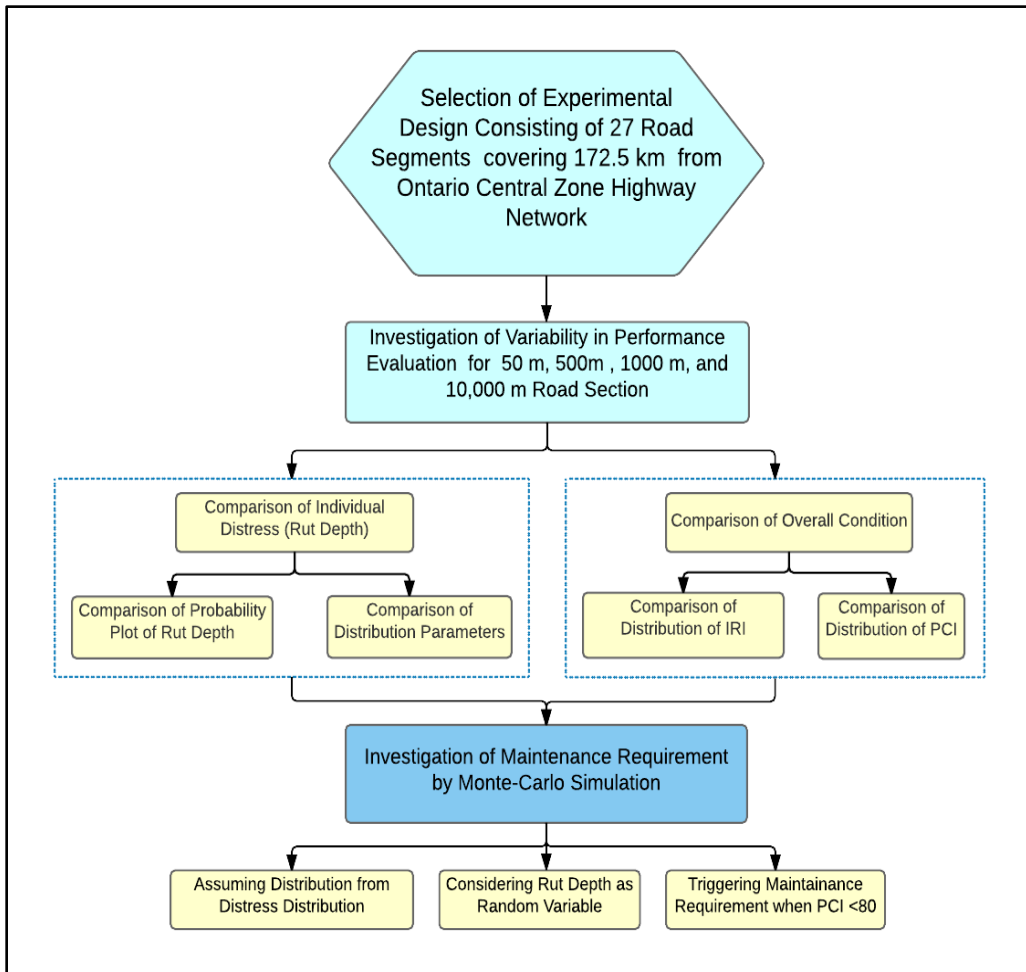 Selection of Experimental
Design Consisting of 27 Road
Segments covering 172.5 km from
Ontario Central Zone Highway
Network
Investigation of Variability in Performance
Evaluation for 50 m, 500m , 1000 m, and
10,000 m Road Section
Comparison of Individual
Distress (Rut Depth)
Comparison of Probability
Plot of Rut Depth
Comparison of
Distribution Parameters
Comparison of Overall Condition
Comparison of
Distribution of IRI
Comparison of
Distribution of PCI
Investigation of Maintenance Requirement
by Monte-Carlo Simulation
Assuming Distribution from
Distress Distribution
Considering Rut Depth as
Random Variable
Triggering Maintainance
Requirement when PCI <80